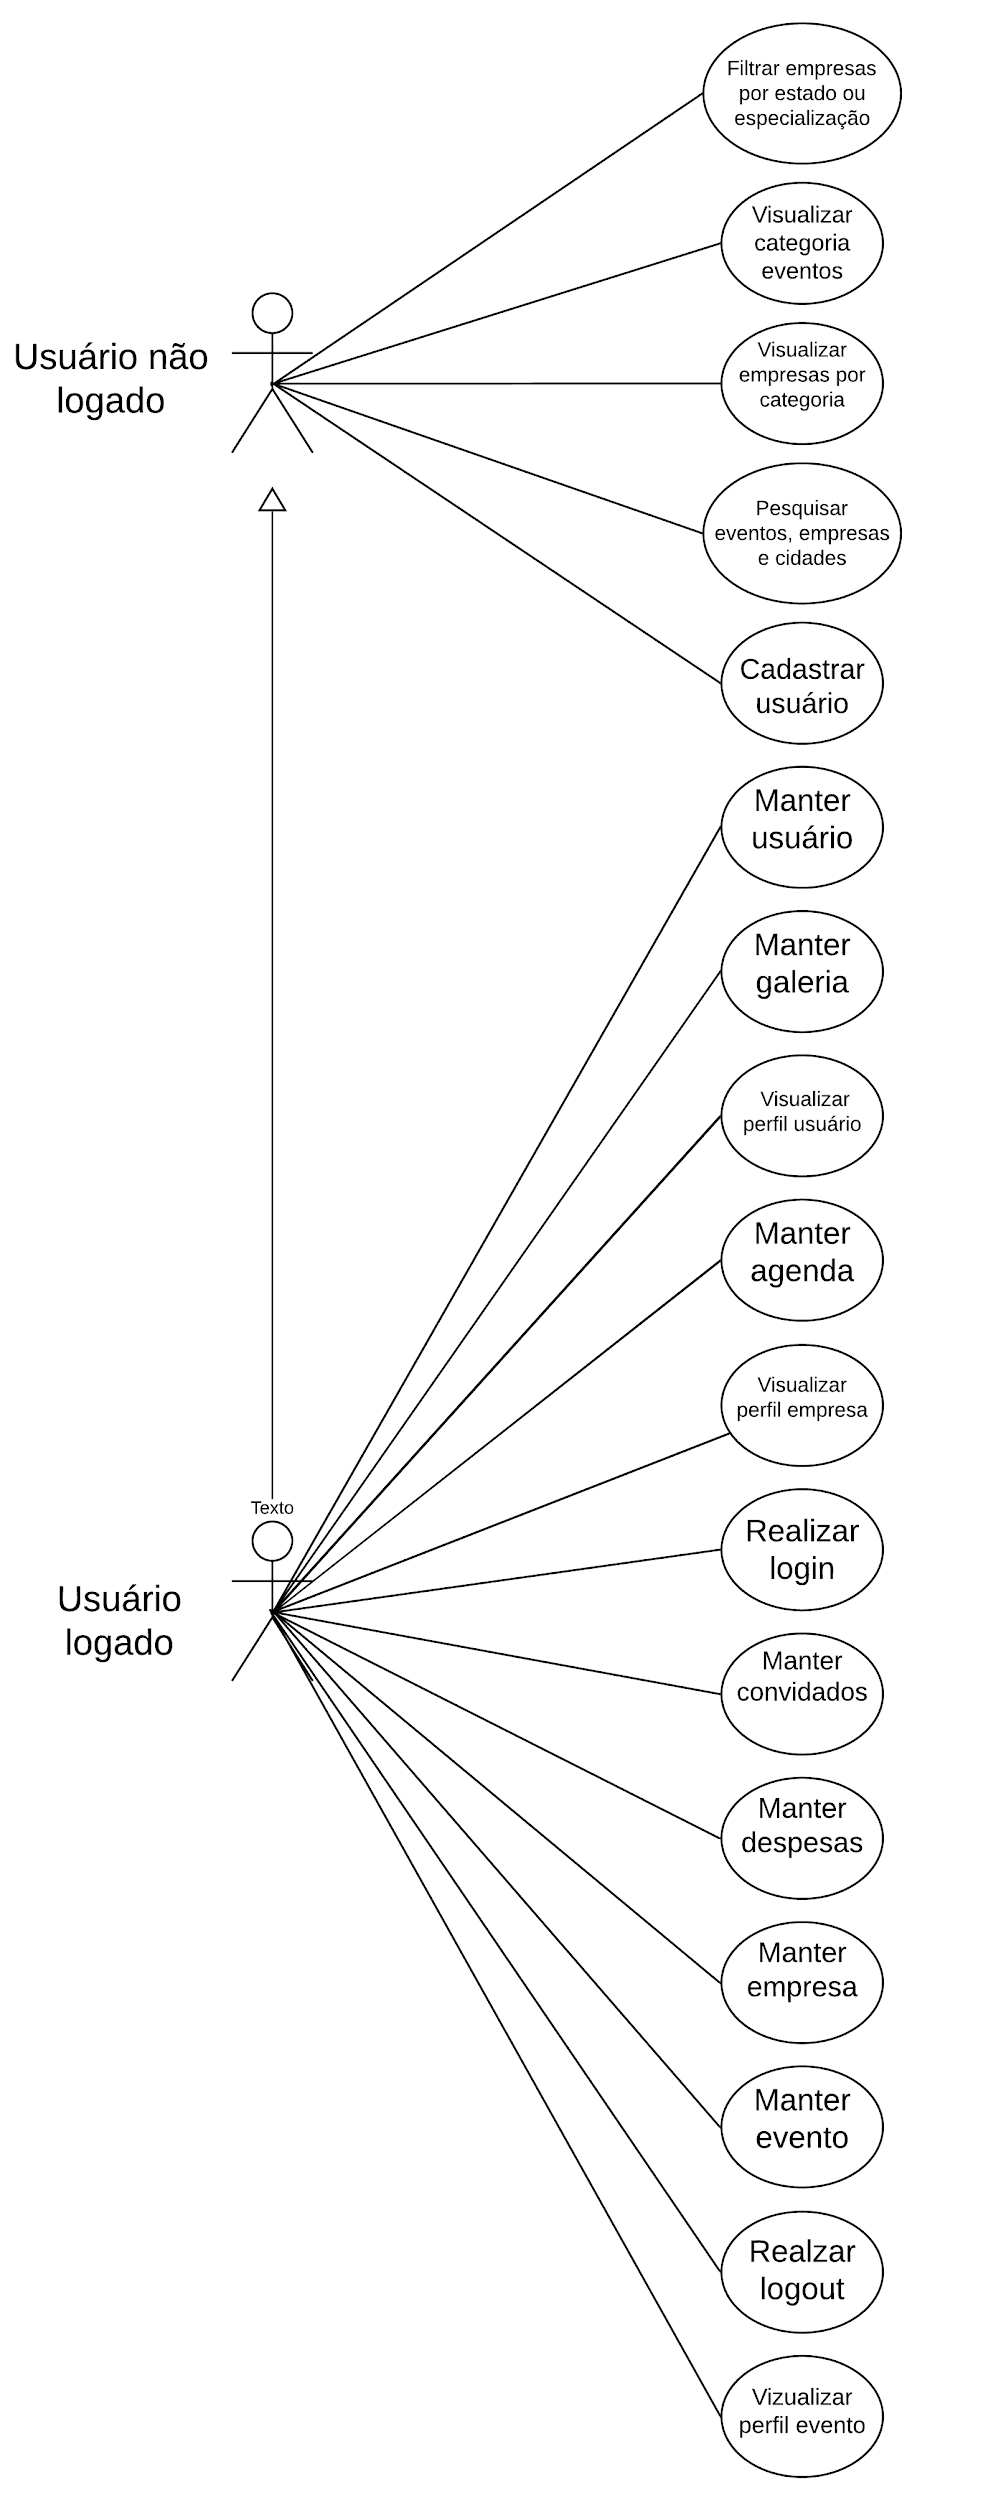 Filtrar empresas
por estado ou
especialização
Visualizar
categoria
eventos
Usuário não
logado
Visualizar
empresas por
categoria
Pesquisar
eventos, empresas
e cidades
Cadastrar
usuário
Manter
usuário
Manter
galeria
Visualizar
perfil usuário
Manter
agenda
Visualizar
perfil empresa
Texto
Usuário
logado
Realizar
login
Manter
convidados
Manter
despesas
Manter
empresa
Manter
evento
Realzar
logout
Vizualizar
perfil evento